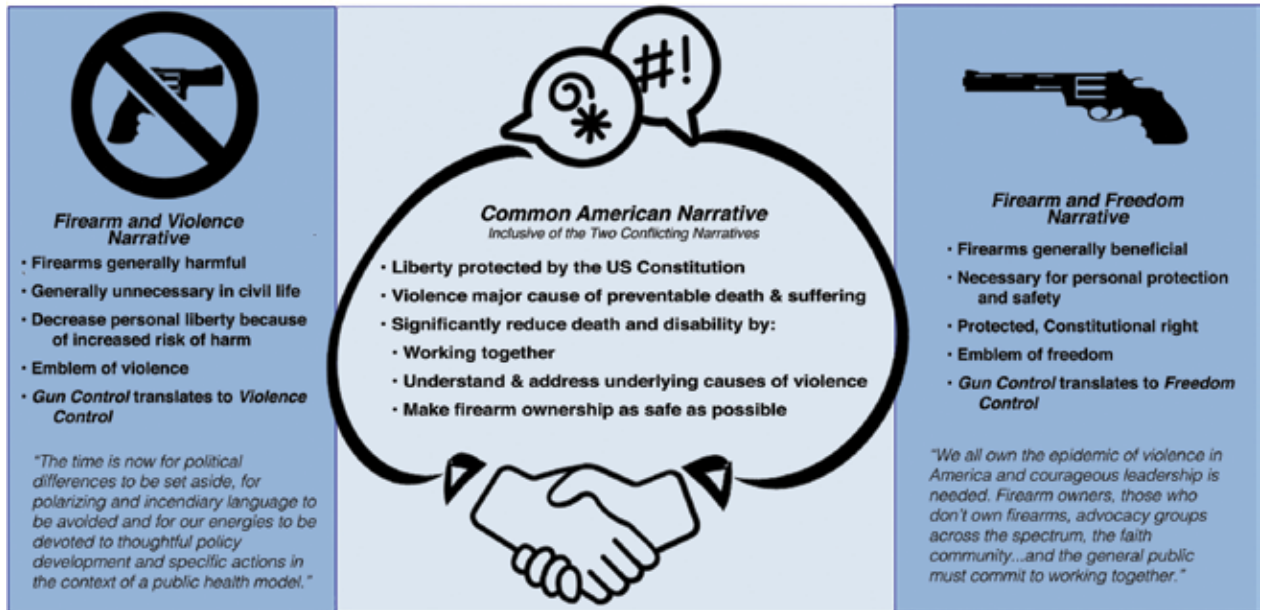 Firearm and Violence
Narrative
· Firearms generally harmful
· Generally unnecessary in civil life
· Decrease personal liberty because
of increased risk of harm
· Emblem of violence
· Gun Control translates to Violence
Control
"The time is now for political
differences to be set aside, for
polarizing and incendiary language to
be avoided and for our energies to be
devoted to thoughtful policy
development and specific actions in
the context of a public health model."
#!
*
Common American Narrative
Inclusive of the Two Conflicting Narratives
· Liberty protected by the US Constitution
· Violence major cause of preventable death & suffering
· Significantly reduce death and disability by:
· Working together
· Understand & address underlying causes of violence
· Make firearm ownership as safe as possible
Firearm and Freedom
Narrative
· Firearms generally beneficial
· Necessary for personal protection
and safety
· Protected, Constitutional right
· Emblem of freedom
· Gun Control translates to Freedom
Control
"We all own the epidemic of violence in
America and courageous leadership is
needed. Firearm owners, those who
don't own firearms, advocacy groups
across the spectrum, the faith
community...and the general public
must commit to working together."